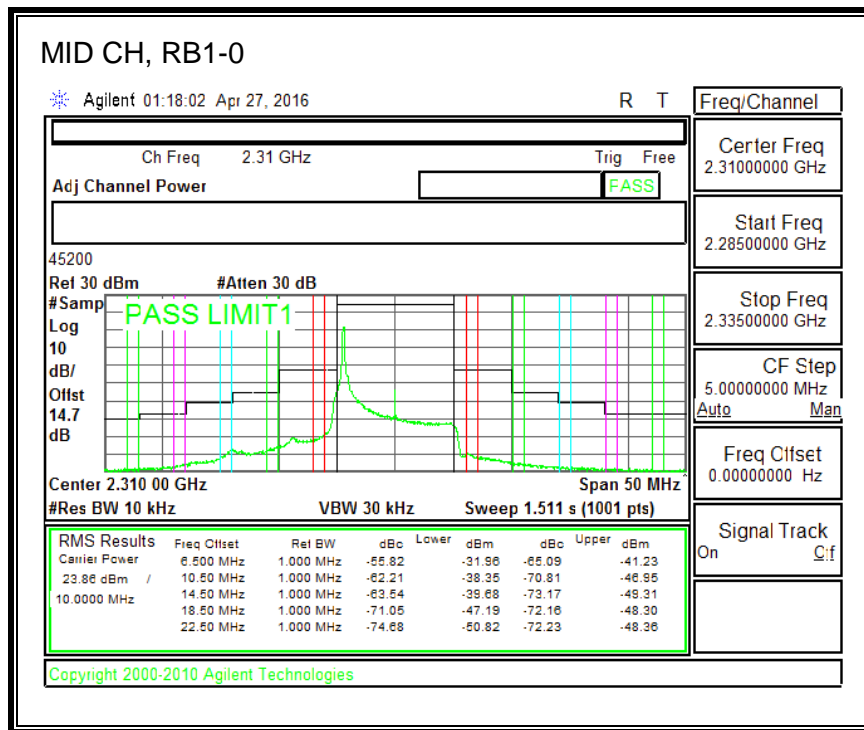 MID CH, RB1-0
Agilent 01:18:02 Apr 27, 2016 R T
Freq/Channel
Ch Freq 2.31 GHz Trig Free
Adj Channel Power PASS
Center Freq
2.31000000 GHz
Start Freq
2.28500000 GHz
45200
Ref 30 dBm #Atten 30 dB
#Samp
Log
10
dB/
Offst
14.7
dB
PASS LIMIT1
Stop Freq
2.33500000 GHz
CF Step
5.00000000 MHz
Auto Man
Freq Offset
0.00000000 Hz
Center 2.310 00 GHz Span 50 MHz^
#Res BW 10 kHz VBW 30 kHz Sweep 1.511 s (1001 pts)
Signal Track
On Off
RMS Results Freq Offset Ref BW dBc Lower dBm dBc Upper dBm
Carrier Power 6.500 MHz 1.000 MHz -55.82 -31.96 -65.09 -41.23
23.86 dBm / 10.50 MHz 1.000 MHz -62.21 -38.35 -70.81 -46.95
10.0000 MHz 14.50 MHz 1.000 MHz -63.54 -39.68 -73.17 -49.31
18.50 MHz 1.000 MHz -71.05 -47.19 -72.16 -48.30
22.50 MHz 1.000 MHz -74.68 -50.82 -72.23 -48.36
Copyright 2000-2010 Agilent Technologies